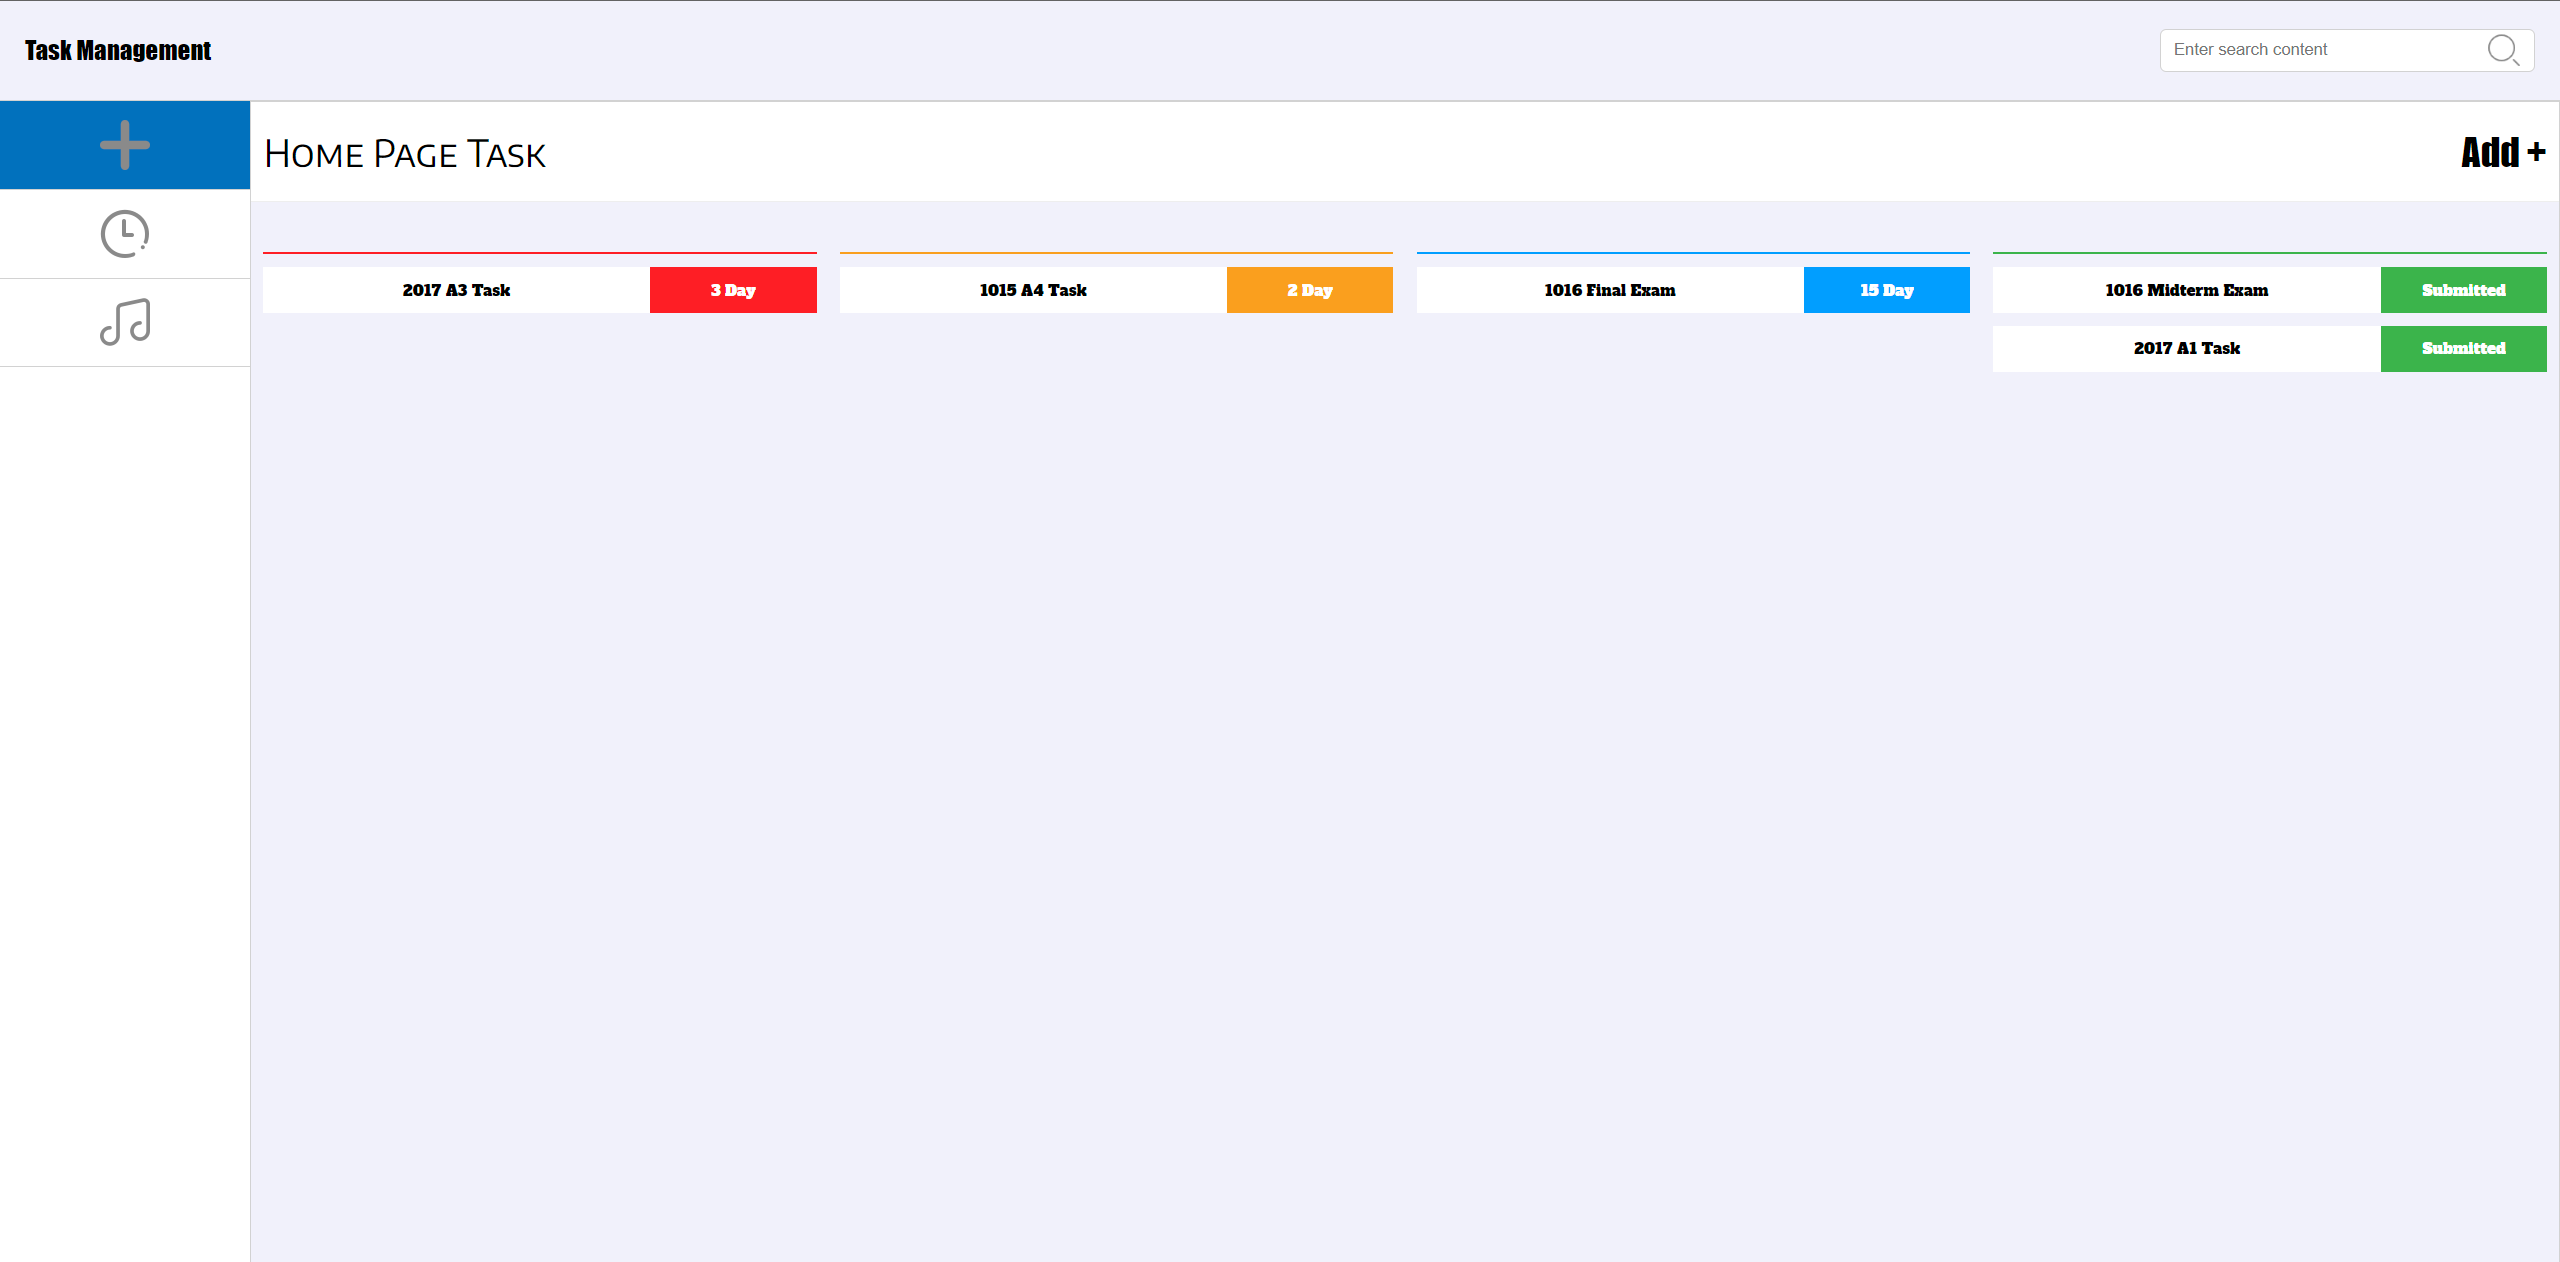 Task Management
Enter search content
Home Page Task
Add +
2017 A3 Task
3 Day
1015 A4 Task
2 Day
1016 Final Exam
15 Day
1016 Midterm Exam
Submitted
2017 A1 Task
Submitted